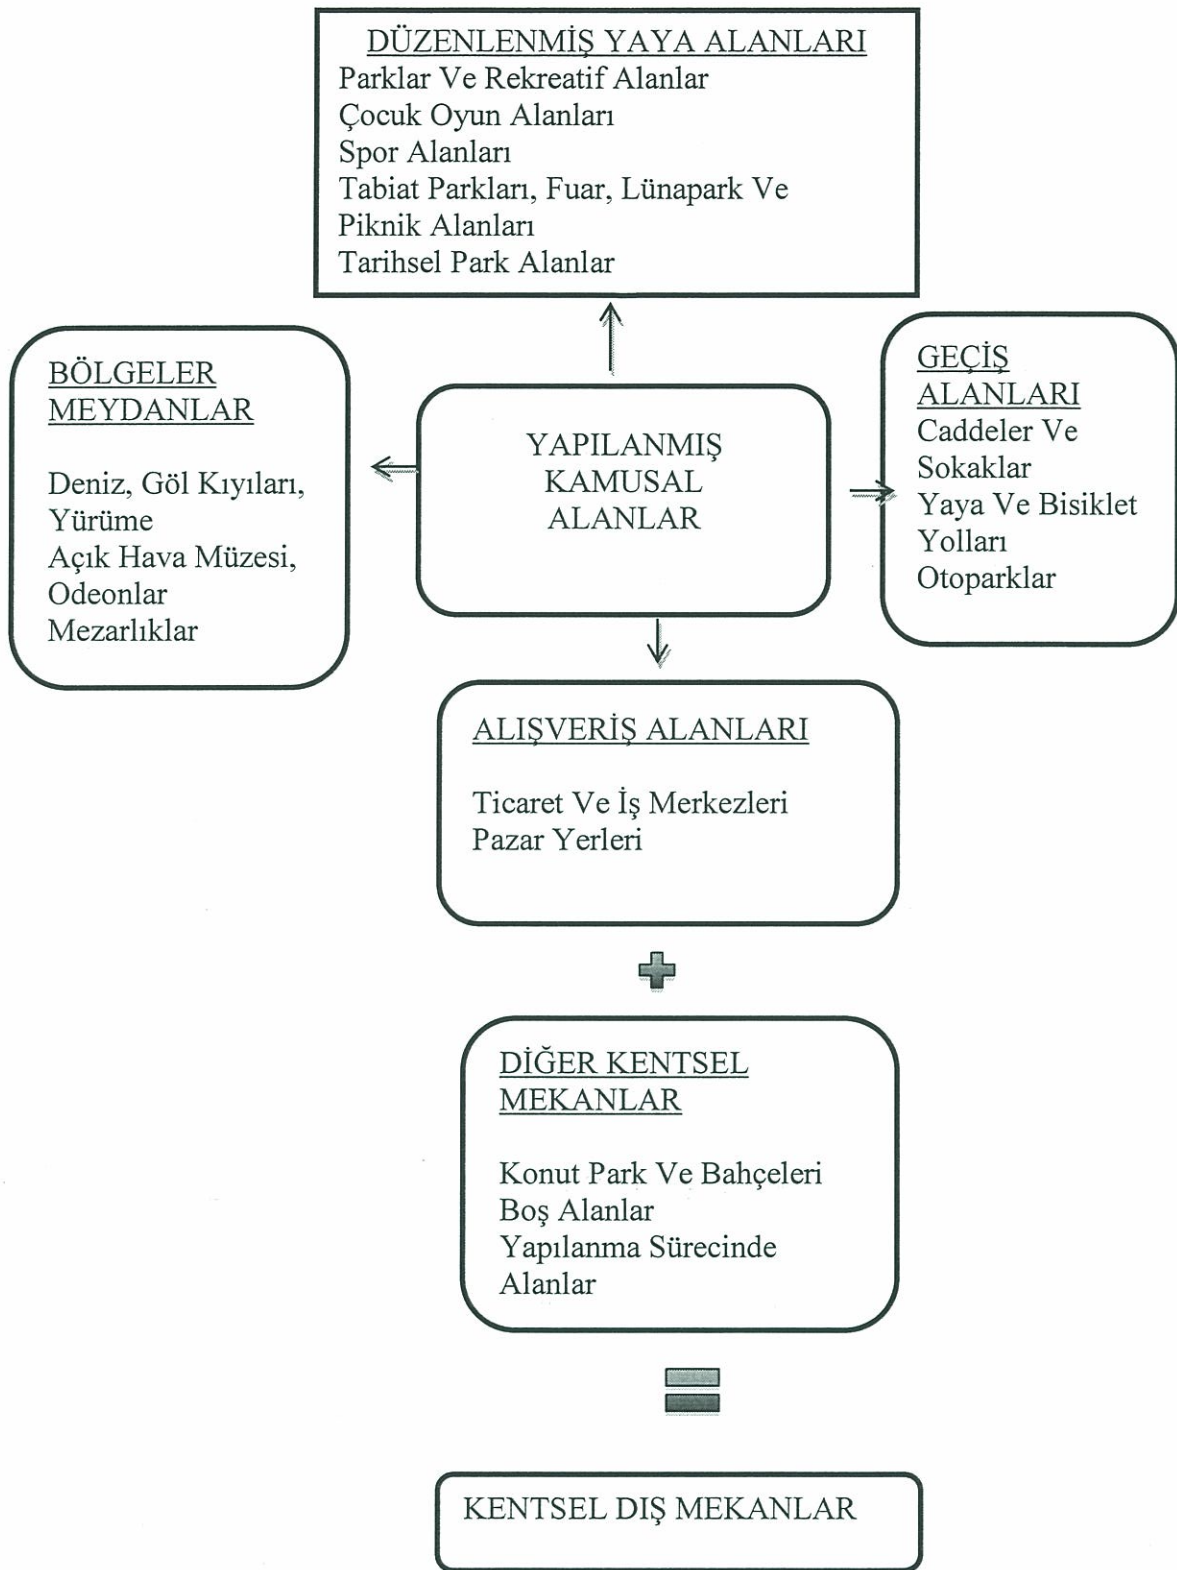 DÜZENLENMİŞ YAYA ALANLARI
Parklar Ve Rekreatif Alanlar
Çocuk Oyun Alanları
Spor Alanları
Tabiat Parkları, Fuar, Lünapark Ve
Piknik Alanları
Tarihsel Park Alanlar
BÖLGELER
MEYDANLAR
Deniz, Göl Kıyıları,
Yürüme
Açık Hava Müzesi,
Odeonlar
Mezarlıklar
YAPILANMIŞ
KAMUSAL
ALANLAR
GEÇİŞ
ALANLARI
Caddeler Ve
Sokaklar
Yaya Ve Bisiklet
Yolları
Otoparklar
ALIŞVERİŞ ALANLARI
Ticaret Ve İş Merkezleri
Pazar Yerleri
DİĞER KENTSEL
MEKANLAR
Konut Park Ve Bahçeleri
Boş Alanlar
Yapılanma Sürecinde
Alanlar
KENTSEL DIŞ MEKANLAR